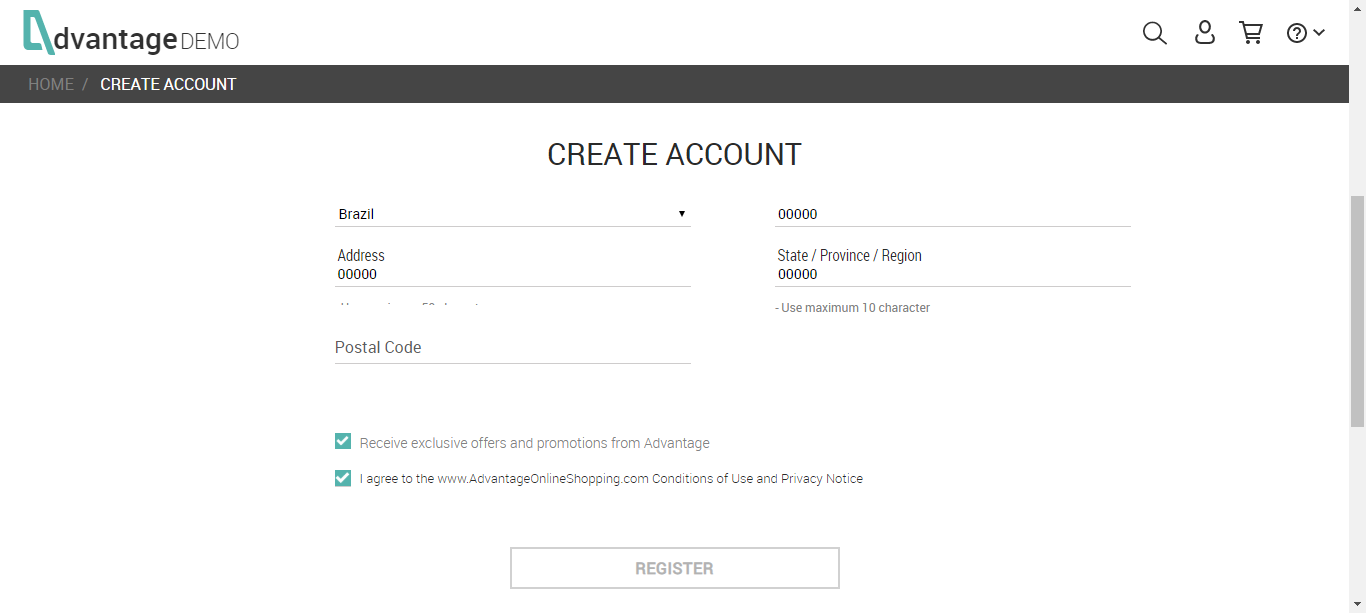 dvantage DEMO
HOME / CREATE ACCOUNT
CREATE ACCOUNT
Brazil
00000
Address
00000
State / Province / Region
00000
- Use maximum 10 character
Postal Code
Receive exclusive offers and promotions from Advantage
I agree to the www.AdvantageOnlineShopping.com Conditions of Use and Privacy Notice
REGISTER